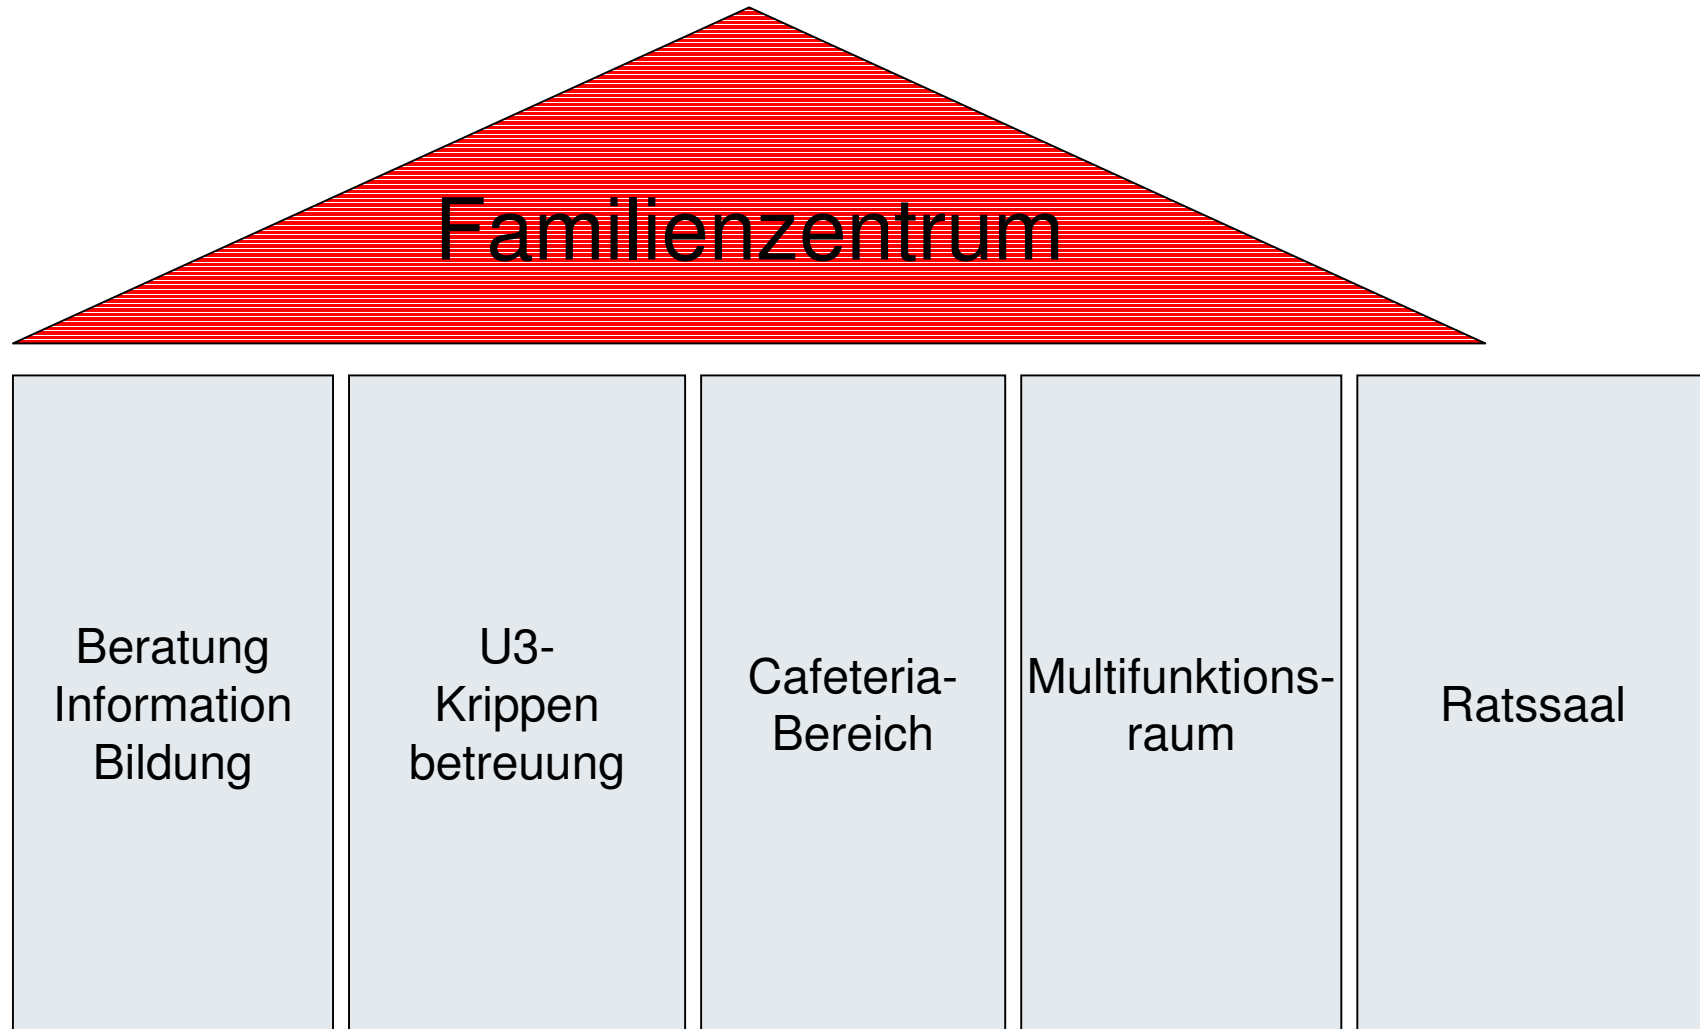 Familienzentrum
Beratung
Information
Bildung
U3-
Krippen
betreuung
Cafeteria-
Bereich
Multifunktions-
raum
Ratssaal